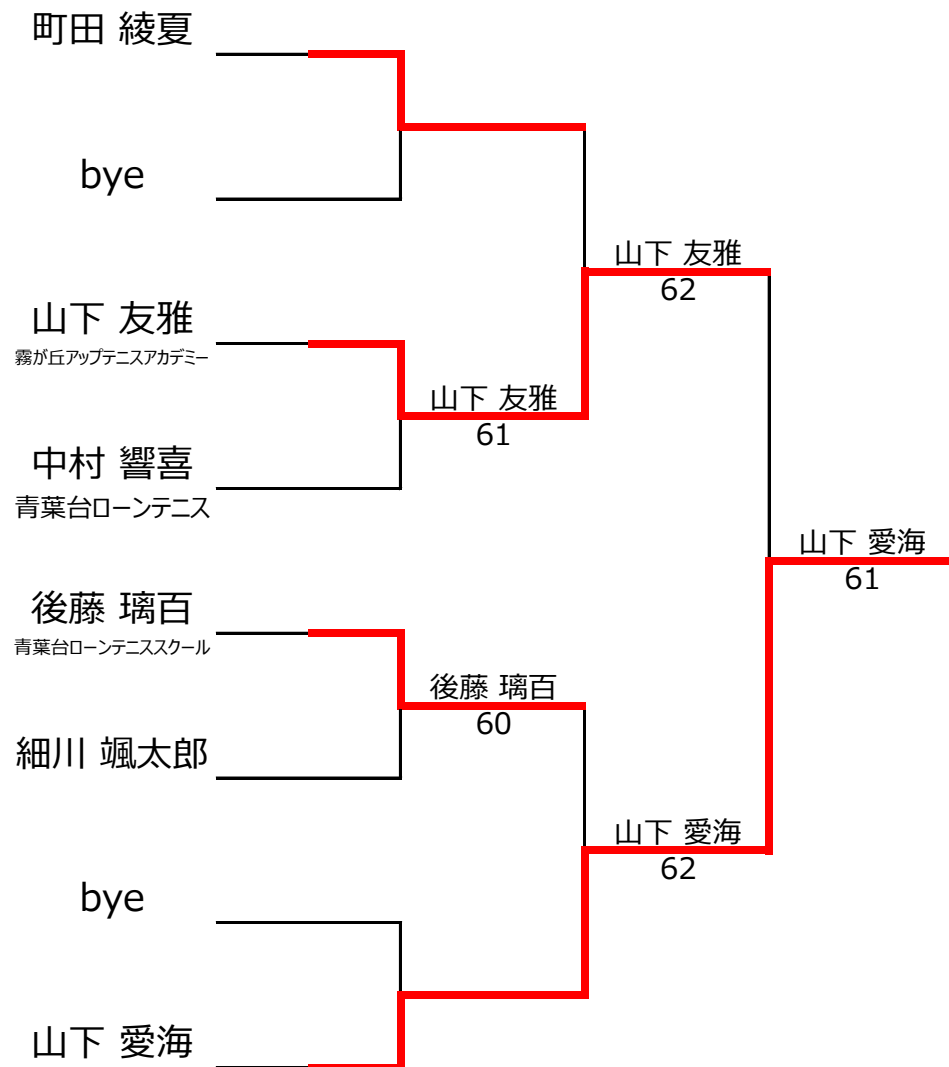 町田 綾夏
bye
山下 友雅
霧が丘アップテニスアカデミー
中村 響喜
青葉台ローンテニス
後藤 璃百
青葉台ローンテニススクール
細川 颯太郎
bye
山下 愛海
山下 友雅
61
後藤 璃百
60
山下 友雅
62
山下 愛海
62
山下 愛海
61